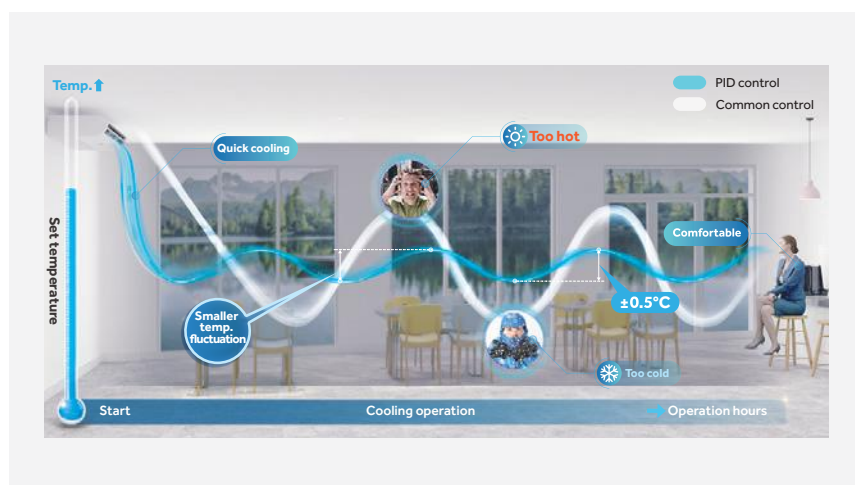 Temp.
PID control
Common control
Quick cooling
Too hot
Set temperature
Comfortable
±0.5°C
Smaller
temp.
fluctuation
Too cold
Start
Cooling operation
Operation hours